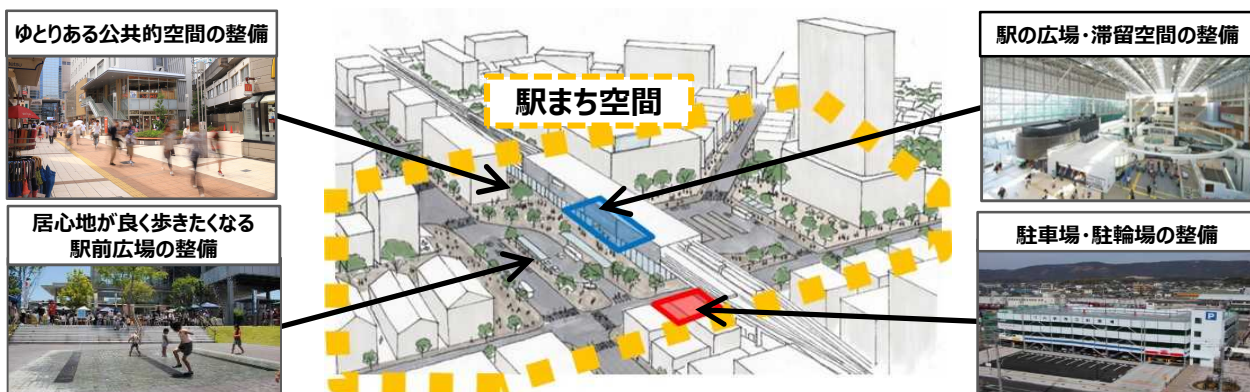 ゆとりある公共的空間の整備
居心地が良く歩きたくなる
駅前広場の整備
駅まち空間
駅の広場・滞留空間の整備
駐車場・駐輪場の整備
P